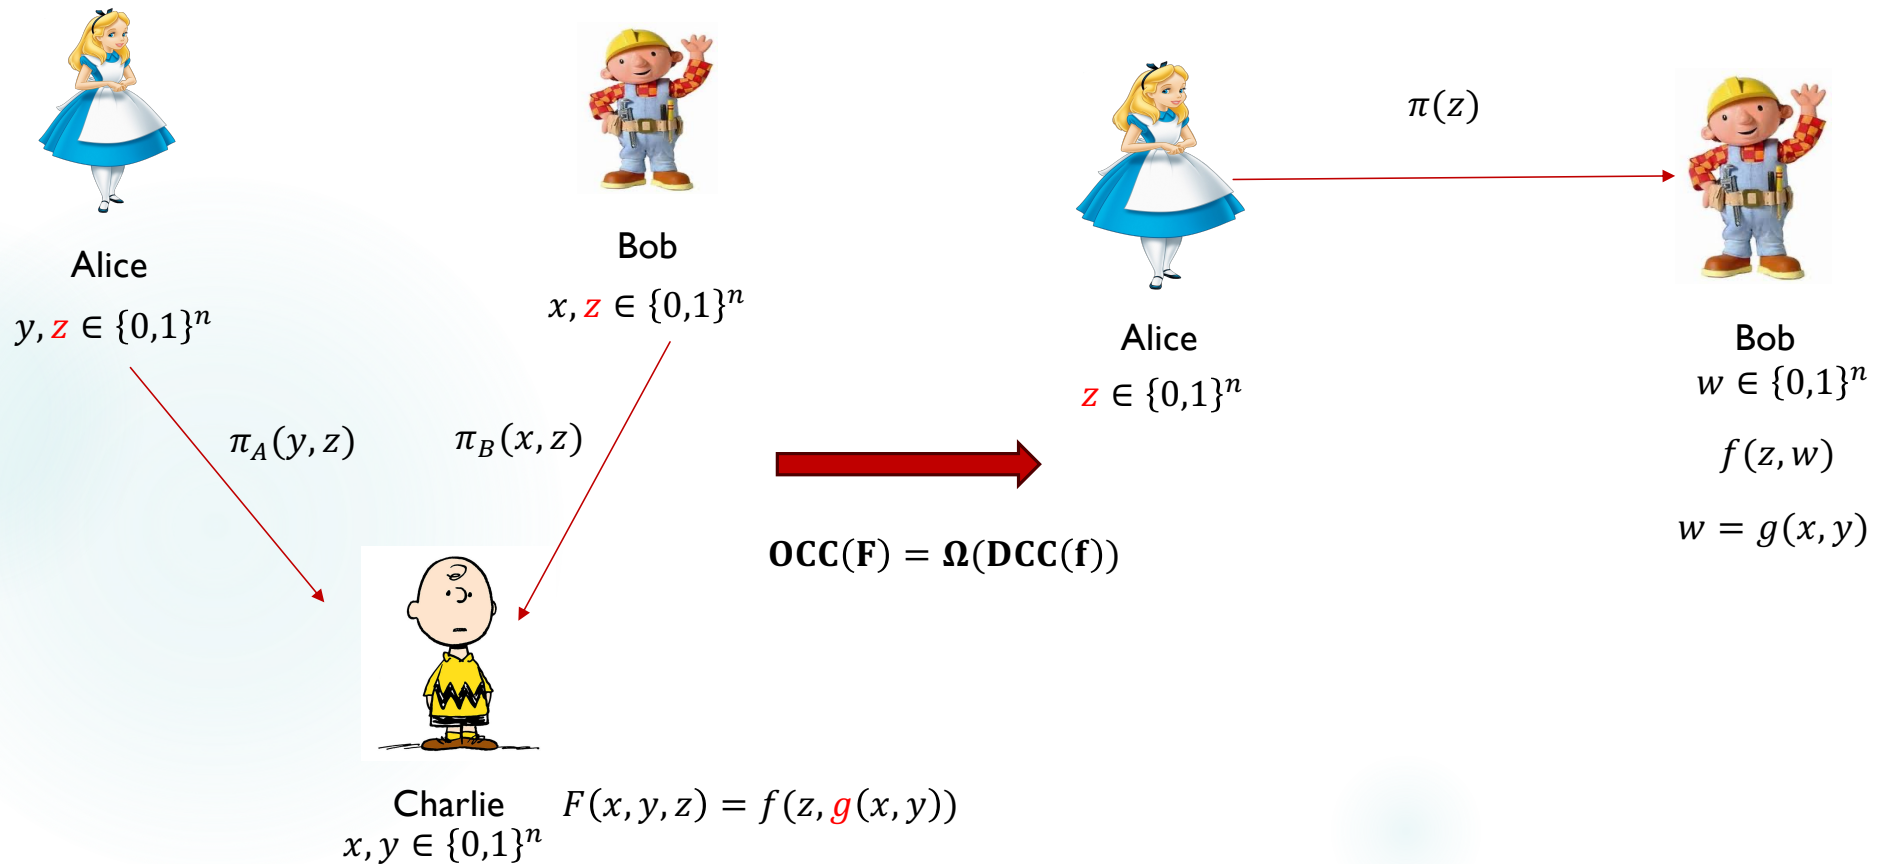 Alice
y, z ∈ {0,1}ⁿ
Bob
x, z ∈ {0,1}ⁿ
π_A(y, z)
π_B(x, z)
Charlie
x, y ∈ {0,1}ⁿ
F(x, y, z) = f(z, g(x, y))
OCC(F) = Ω(DCC(f))
Alice
z ∈ {0,1}ⁿ
π(z)
Bob
w ∈ {0,1}ⁿ
f(z, w)
w = g(x, y)